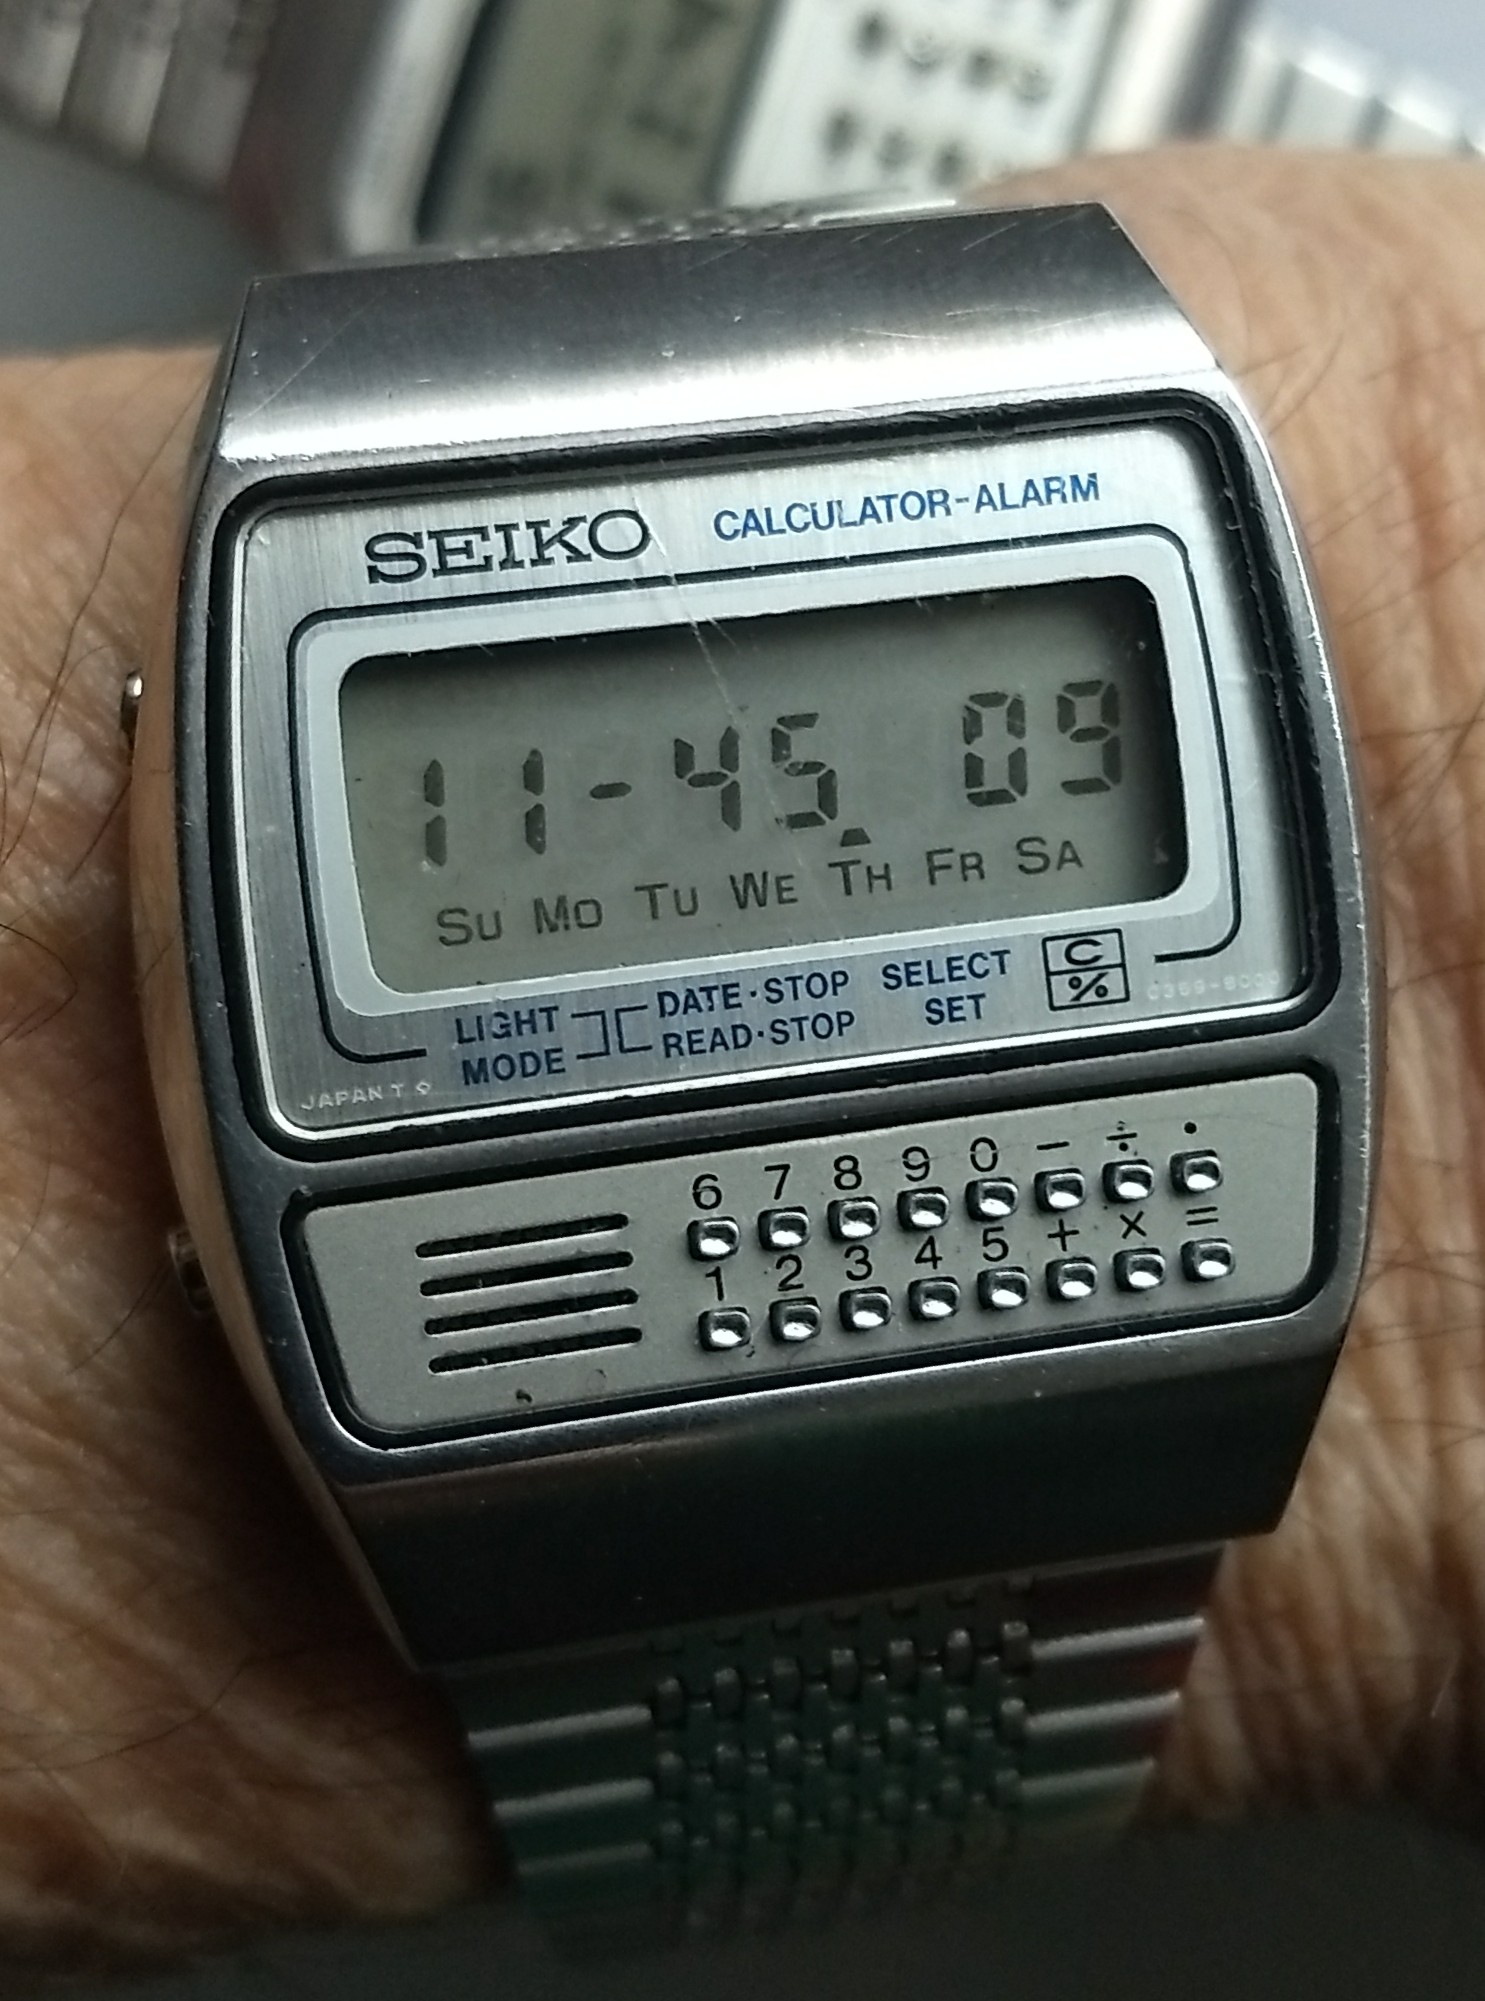 SEIKO CALCULATOR-ALARM
11-45 09
SU MO TU WE TH FR SA
LIGHT DATE·STOP SELECT C
MODE READ·STOP SET %
JAPAN T
6 7 8 9 0 - ÷ ·
1 2 3 4 5 + × =